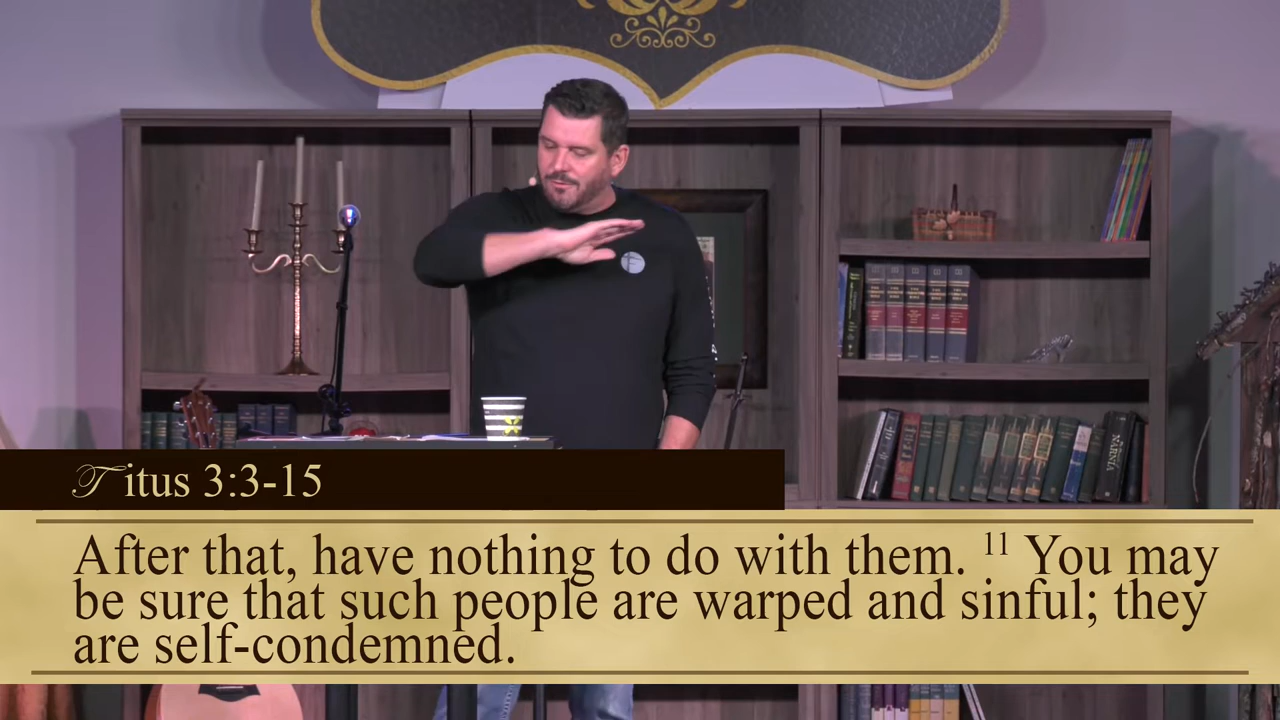 Titus 3:3-15
After that, have nothing to do with them. 11 You may
be sure that such people are warped and sinful; they
are self-condemned.
NARNIA